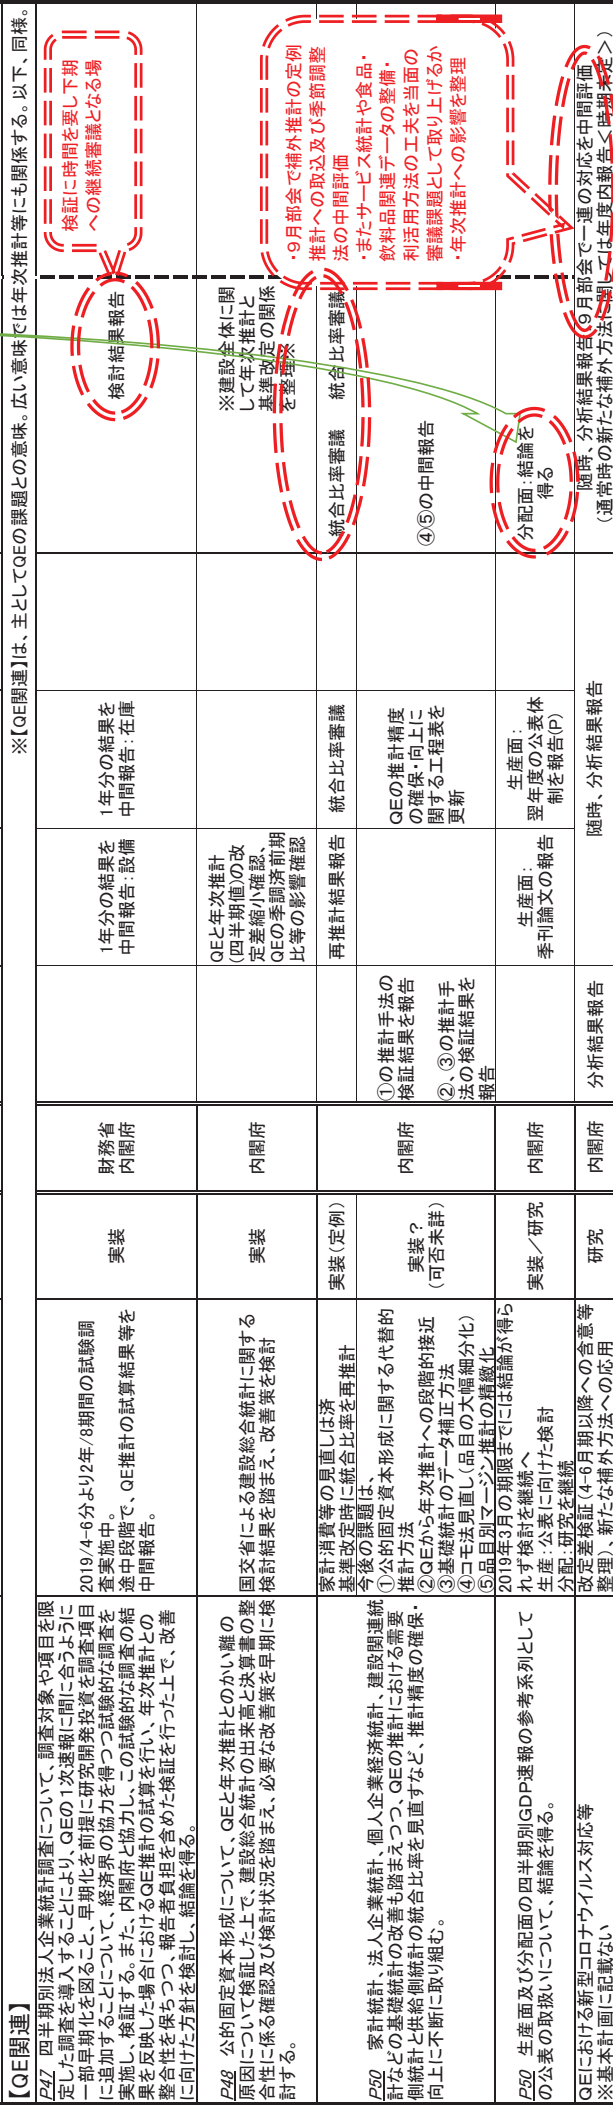 【QE関連】
※【QE関連】は、主としてQEの課題との意味。広い意味では年次推計等にも関係する。以下、同様。
P47 四半期別法人企業統計調査について、調査対象や項目を限
定した調査を導入することにより、QEの1次速報に間に合うように
一部早期化を図ること、早期化を前提に研究開発投資を調査項目
に追加することについて、経済界の協力を得つつ試験的な調査を
実施し、検証する。また、内閣府と協力し、この試験的な調査の結
果を反映した場合におけるQE推計の試算を行い、年次推計との
整合性を保ちつつ、報告者負担を含めた検証を行った上で、改善
に向けた方針を検討し、結論を得る。
2019/4-6分より2年/8期間の試験調
査実施中。
途中段階で、QE推計の試算結果等を
中間報告。
実装
財務省
内閣府
1年分の結果を
中間報告:設備
1年分の結果を
中間報告:在庫
検討結果報告
検証に時間を要し下期
への継続審議となる場
P48 公的固定資本形成について、QEと年次推計とのかい離の
原因について検証した上で、建設総合統計の出来高と決算書の整
合性に係る確認及び検討状況を踏まえ、必要な改善策を早期に検
討する。
国交省による建設総合統計に関する
検討結果を踏まえ、改善策を検討
実装
内閣府
QEと年次推計
(四半期値)の改
定差縮小確認、
QEの季調済前期
比等の影響確認
※建設全体に関
して年次推計と
基準改定の関係
を整理※
P50 家計統計、法人企業統計、個人企業経済統計、建設関連統
計などの基礎統計の改善も踏まえつつ、QEの推計における需要
側統計と供給側統計の統合比率を見直すなど、推計精度の確保・
向上に不断に取り組む。
家計消費等の見直しは済
基準改定時に統合比率を再推計
実装(定例)
再推計結果報告
統合比率審議
統合比率審議
統合比率審議
今後の課題は、
①公的固定資本形成に関する代替的
推計方法
②QEから年次推計への段階的接近
③基礎統計のデータ補正方法
④コモ法見直し(品目の大幅細分化)
⑤品目別マージン推計の精緻化
実装?
(可否未詳)
内閣府
①の推計手法の
検証結果を報告
②、③の推計手
法の検証結果を
報告
QEの推計精度
の確保・向上に
関する工程表を
更新
④⑤の中間報告
・9月部会で補外推計の定例
推計への取込及び季節調整
法の中間評価
・またサービス統計や食品・
飲料品関連データの整備・
利活用方法の工夫を当面の
審議課題として取り上げるか
・年次推計への影響を整理
P50 生産面及び分配面の四半期別GDP速報の参考系列として
の公表の取扱いについて、結論を得る。
2019年3月の期限までには結論が得ら
れず検討を継続へ
生産:公表に向けた検討
分配:研究を継続
実装/研究
内閣府
生産面:
季刊論文の報告
生産面:
翌年度の公表体
制を報告(P)
分配面:結論を
得る
QEにおける新型コロナウイルス対応等
※基本計画に記載ない
改定差検証(4-6月期以降への含意等
整理)、新たな補外方法への応用
研究
内閣府
分析結果報告
随時、分析結果報告
随時、分析結果報告、9月部会で一連の対応を中間評価
(通常時の新たな補外方法に関しては年度内報告<時期未定>)